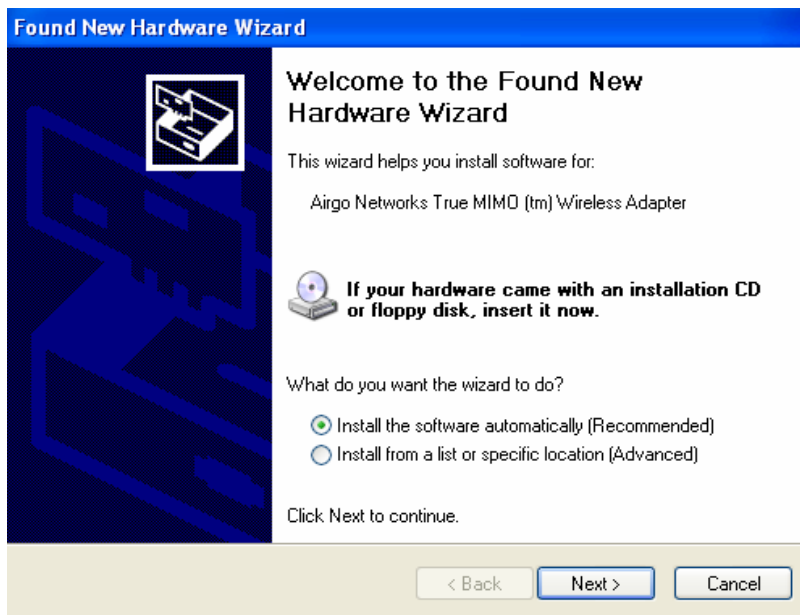 Found New Hardware Wizard
Welcome to the Found New
Hardware Wizard
This wizard helps you install software for:
Airgo Networks True MIMO (tm) Wireless Adapter
If your hardware came with an installation CD
or floppy disk, insert it now.
What do you want the wizard to do?
Install the software automatically (Recommended)
Install from a list or specific location (Advanced)
Click Next to continue.
< Back Next > Cancel